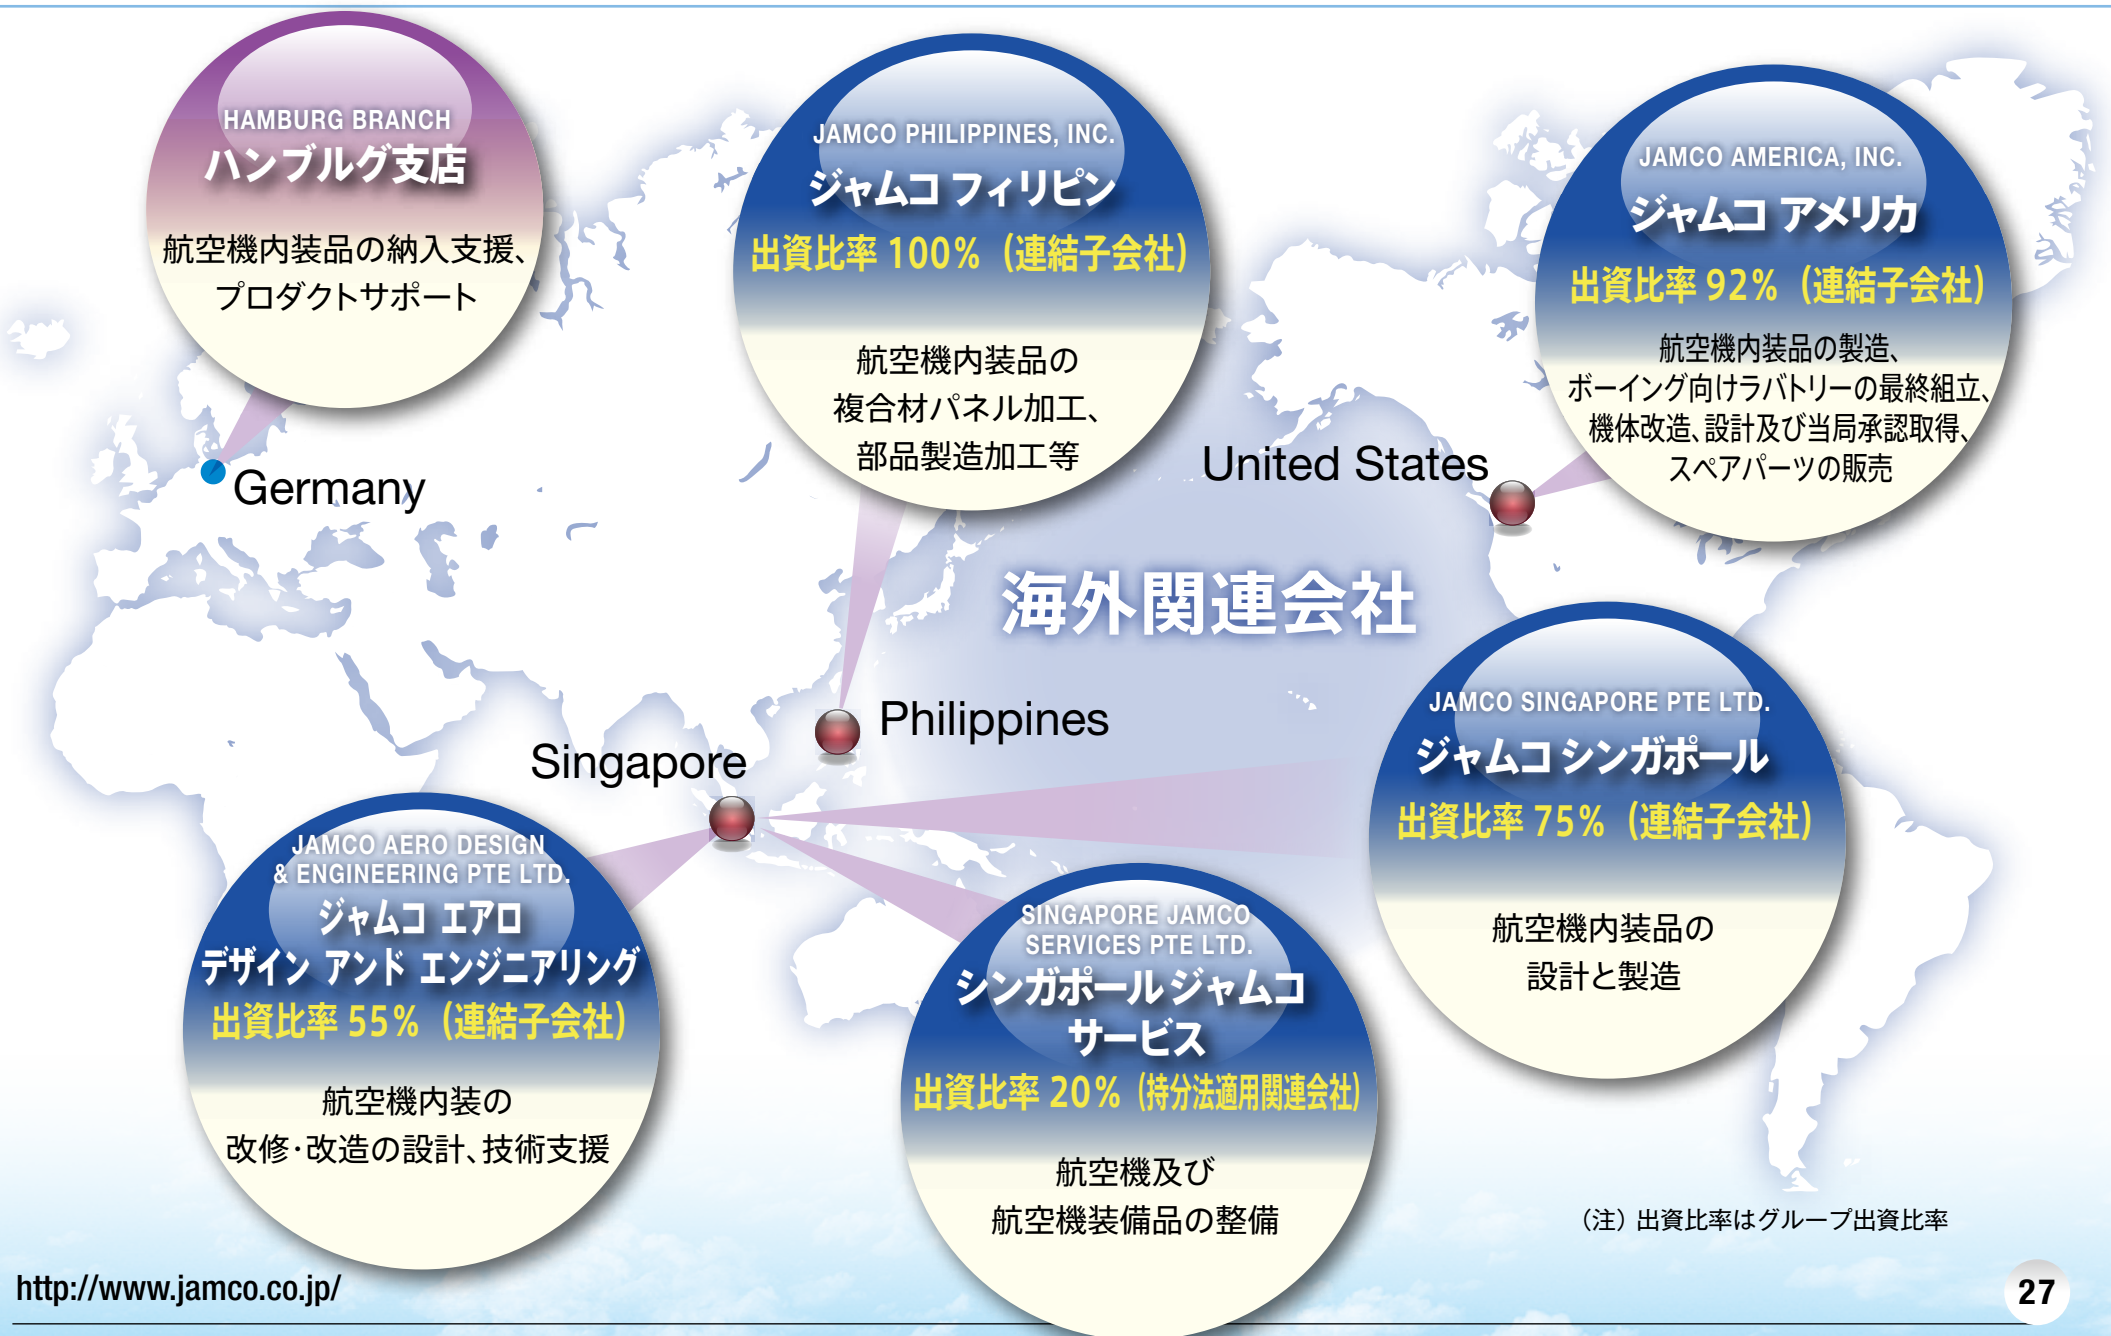 HAMBURG BRANCH
ハンブルグ支店
航空機内装品の納入支援、
プロダクトサポート
Germany
JAMCO PHILIPPINES, INC.
ジャムコ フィリピン
出資比率 100%（連結子会社）
航空機内装品の
複合材パネル加工、
部品製造加工等
JAMCO AMERICA, INC.
ジャムコ アメリカ
出資比率 92%（連結子会社）
航空機内装品の製造、
ボーイング向けラバトリーの最終組立、
機体改造、設計及び当局承認取得、
スペアパーツの販売
United States
海外関連会社
Philippines
Singapore
JAMCO SINGAPORE PTE LTD.
ジャムコ シンガポール
出資比率 75%（連結子会社）
航空機内装品の
設計と製造
JAMCO AERO DESIGN
& ENGINEERING PTE LTD.
ジャムコ エアロ
デザイン アンド エンジニアリング
出資比率 55%（連結子会社）
航空機内装の
改修・改造の設計、技術支援
SINGAPORE JAMCO
SERVICES PTE LTD.
シンガポール ジャムコ
サービス
出資比率 20%（持分法適用関連会社）
航空機及び
航空機装備品の整備
（注）出資比率はグループ出資比率
http://www.jamco.co.jp/
27